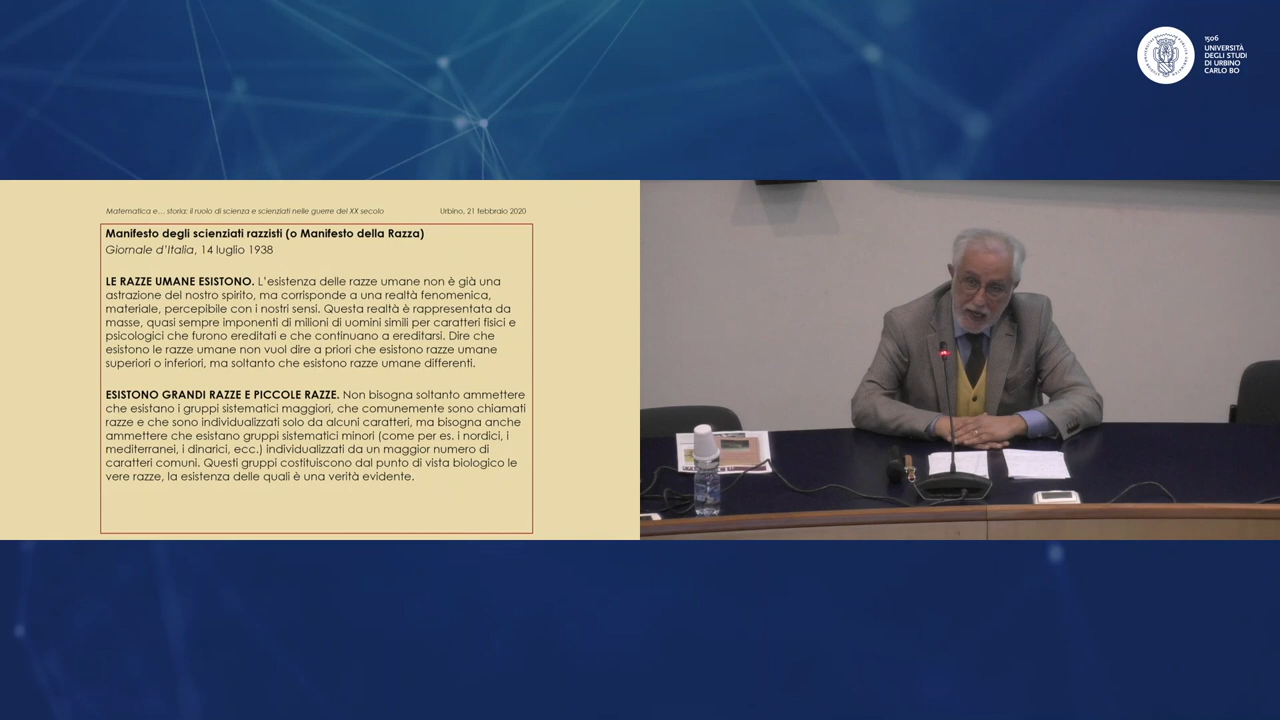 1506
UNIVERSITÀ
DEGLI STUDI
DI URBINO
CARLO BO
Matematica e... storia: il ruolo di scienza e scienziati nelle guerre del XX secolo
Urbino, 21 febbraio 2020
Manifesto degli scienziati razzisti (o Manifesto della Razza)
Giornale d'Italia, 14 luglio 1938
LE RAZZE UMANE ESISTONO. L'esistenza delle razze umane non è già una
astrazione del nostro spirito, ma corrisponde a una realtà fenomenica,
materiale, percepibile con i nostri sensi. Questa realtà è rappresentata da
masse, quasi sempre imponenti di milioni di uomini simili per caratteri fisici e
psicologici che furono ereditati e che continuano a ereditarsi. Dire che
esistono le razze umane non vuol dire a priori che esistono razze umane
superiori o inferiori, ma soltanto che esistono razze umane differenti.
ESISTONO GRANDI RAZZE E PICCOLE RAZZE. Non bisogna soltanto ammettere
che esistano i gruppi sistematici maggiori, che comunemente sono chiamati
razze e che sono individualizzati solo da alcuni caratteri, ma bisogna anche
ammettere che esistano gruppi sistematici minori (come per es. i nordici, i
mediterranei, i dinarici, ecc.) individualizzati da un maggior numero di
caratteri comuni. Questi gruppi costituiscono dal punto di vista biologico le
vere razze, la esistenza delle quali è una verità evidente.